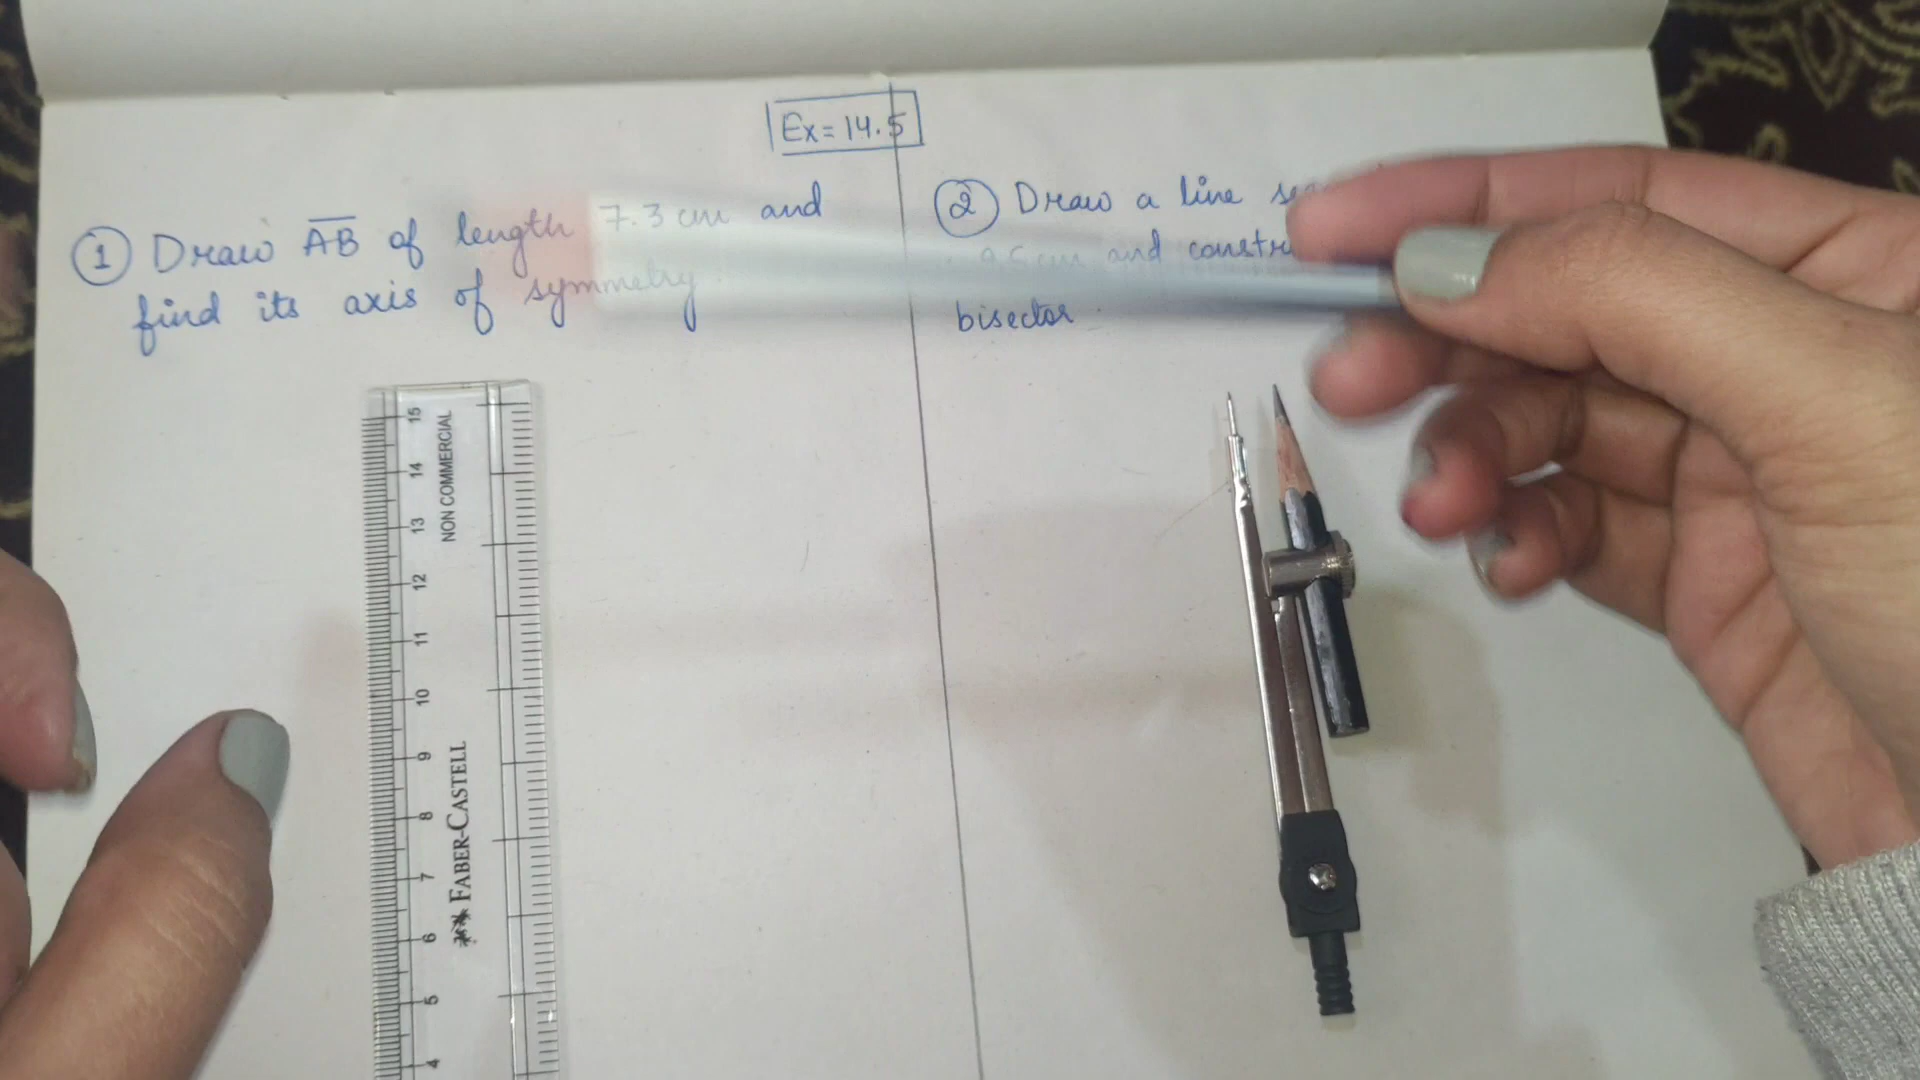 Ex = 14.5
① Draw AB of length 7.3 cm and
find its axis of symmetry.
② Draw a line
and
bisector.
15
14
13
12
11
10
9
8
7
6
5
4
NON COMMERCIAL
FABER-CASTELL